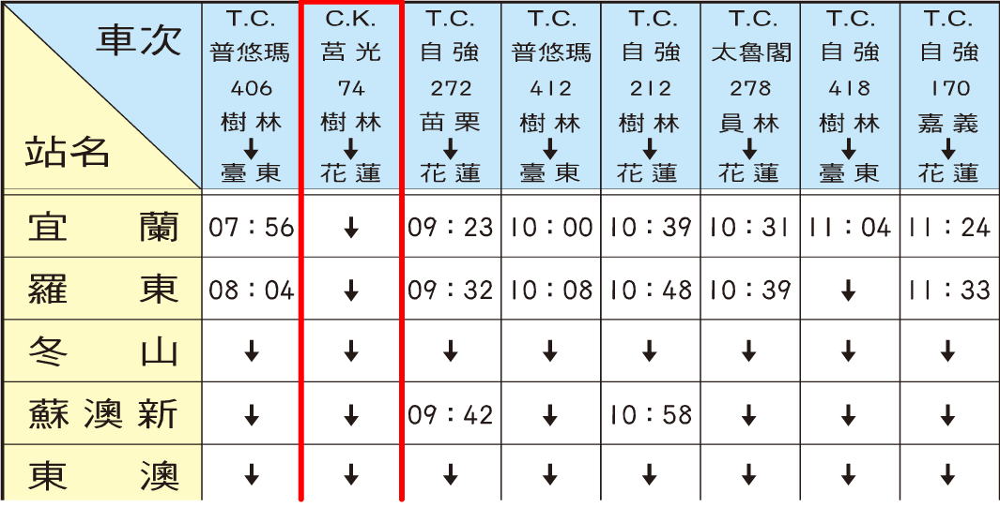 車次 T.C. C.K. T.C. T.C. T.C. T.C. T.C. T.C.
普悠瑪 莒光 自強 普悠瑪 自強 太魯閣 自強 自強
406 74 272 412 212 278 418 170
樹林 樹林 苗栗 樹林 樹林 員林 樹林 嘉義
站名 ↓ ↓ ↓ ↓ ↓ ↓ ↓ ↓
臺東 花蓮 花蓮 臺東 花蓮 花蓮 臺東 花蓮
宜蘭 07:56 ↓ 09:23 10:00 10:39 10:31 11:04 11:24
羅東 08:04 ↓ 09:32 10:08 10:48 10:39 ↓ 11:33
冬山 ↓ ↓ ↓ ↓ ↓ ↓ ↓ ↓
蘇澳新 ↓ ↓ 09:42 ↓ 10:58 ↓ ↓ ↓
東澳 ↓ ↓ ↓ ↓ ↓ ↓ ↓ ↓